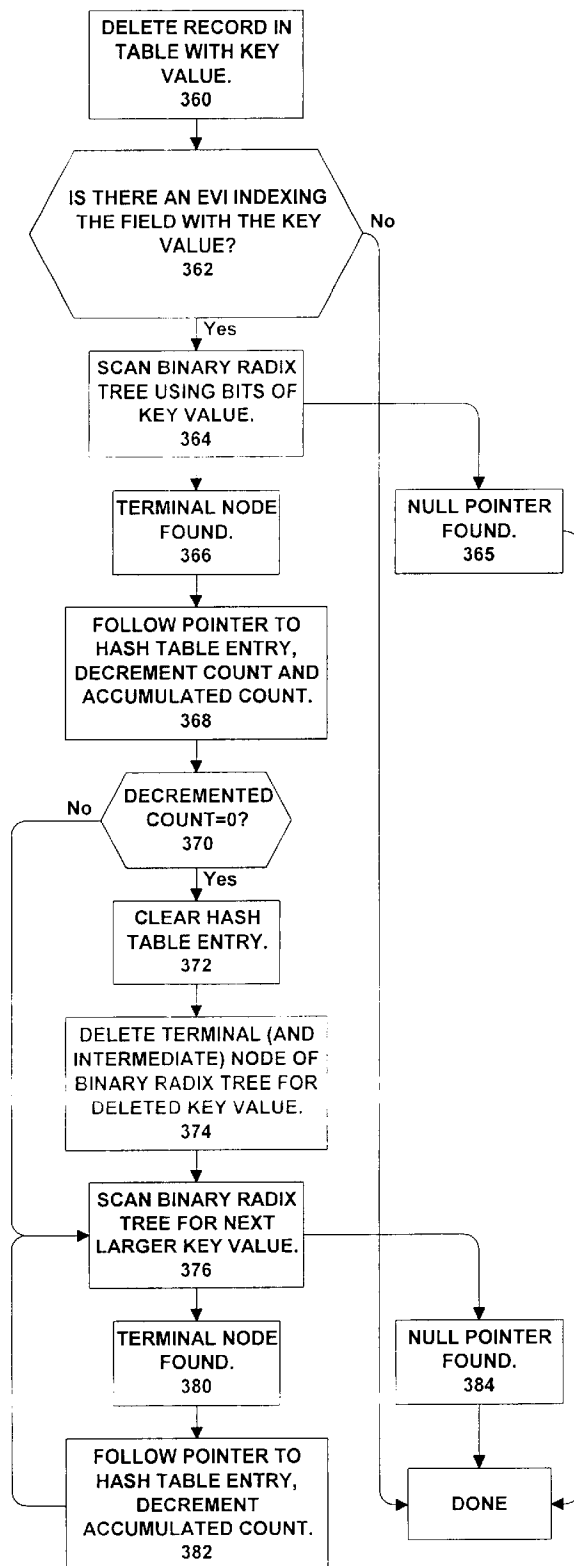 DELETE RECORD IN
TABLE WITH KEY
VALUE.
360
IS THERE AN EVI INDEXING
THE FIELD WITH THE KEY
VALUE?
362
No
Yes
SCAN BINARY RADIX
TREE USING BITS OF
KEY VALUE.
364
TERMINAL NODE
FOUND.
366
NULL POINTER
FOUND.
365
FOLLOW POINTER TO
HASH TABLE ENTRY,
DECREMENT COUNT AND
ACCUMULATED COUNT.
368
No
DECREMENTED
COUNT=0?
370
Yes
CLEAR HASH
TABLE ENTRY.
372
DELETE TERMINAL (AND
INTERMEDIATE) NODE OF
BINARY RADIX TREE FOR
DELETED KEY VALUE.
374
SCAN BINARY RADIX
TREE FOR NEXT
LARGER KEY VALUE.
376
TERMINAL NODE
FOUND.
380
NULL POINTER
FOUND.
384
FOLLOW POINTER TO
HASH TABLE ENTRY,
DECREMENT
ACCUMULATED COUNT.
382
DONE